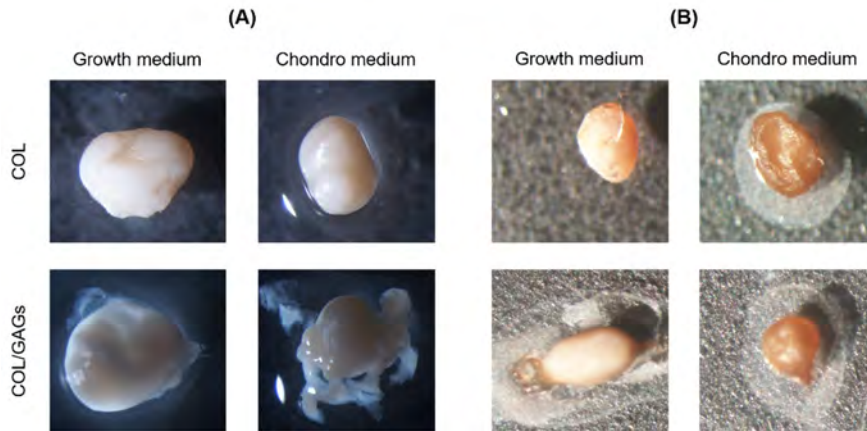 (A)
(B)
Growth medium
Chondro medium
Growth medium
Chondro medium
COL
COL/GAGs